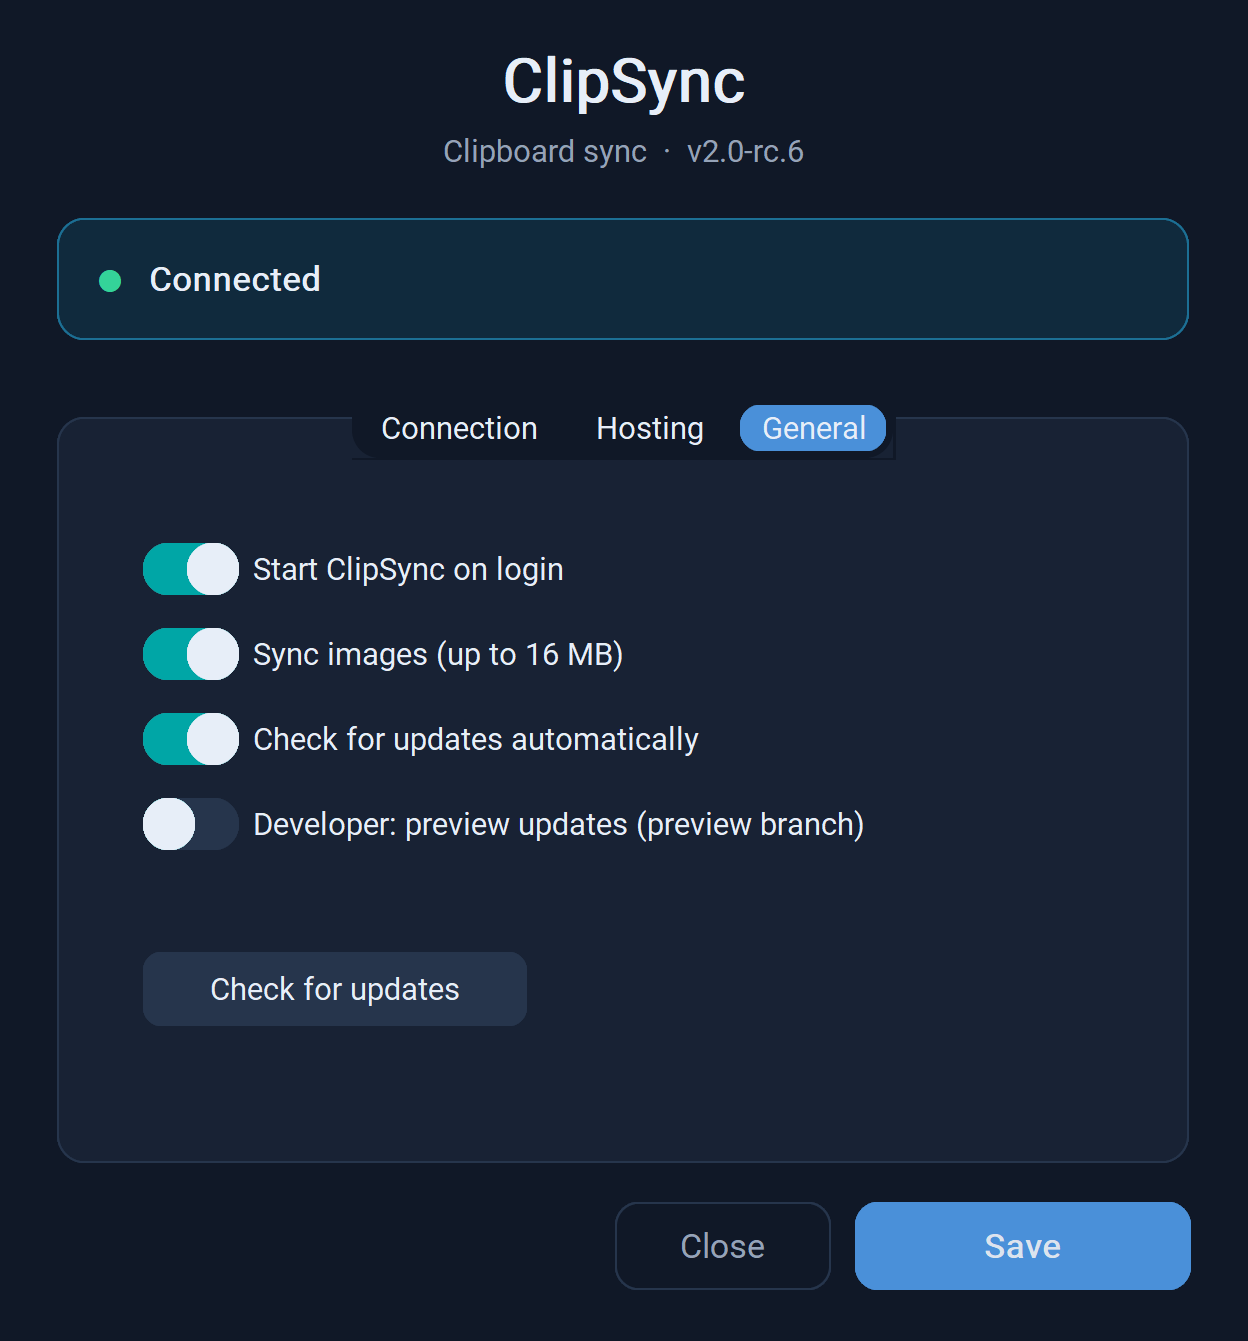 ClipSync
Clipboard sync · v2.0-rc.6
Connected
Connection Hosting General
Start ClipSync on login
Sync images (up to 16 MB)
Check for updates automatically
Developer: preview updates (preview branch)
Check for updates
Close Save